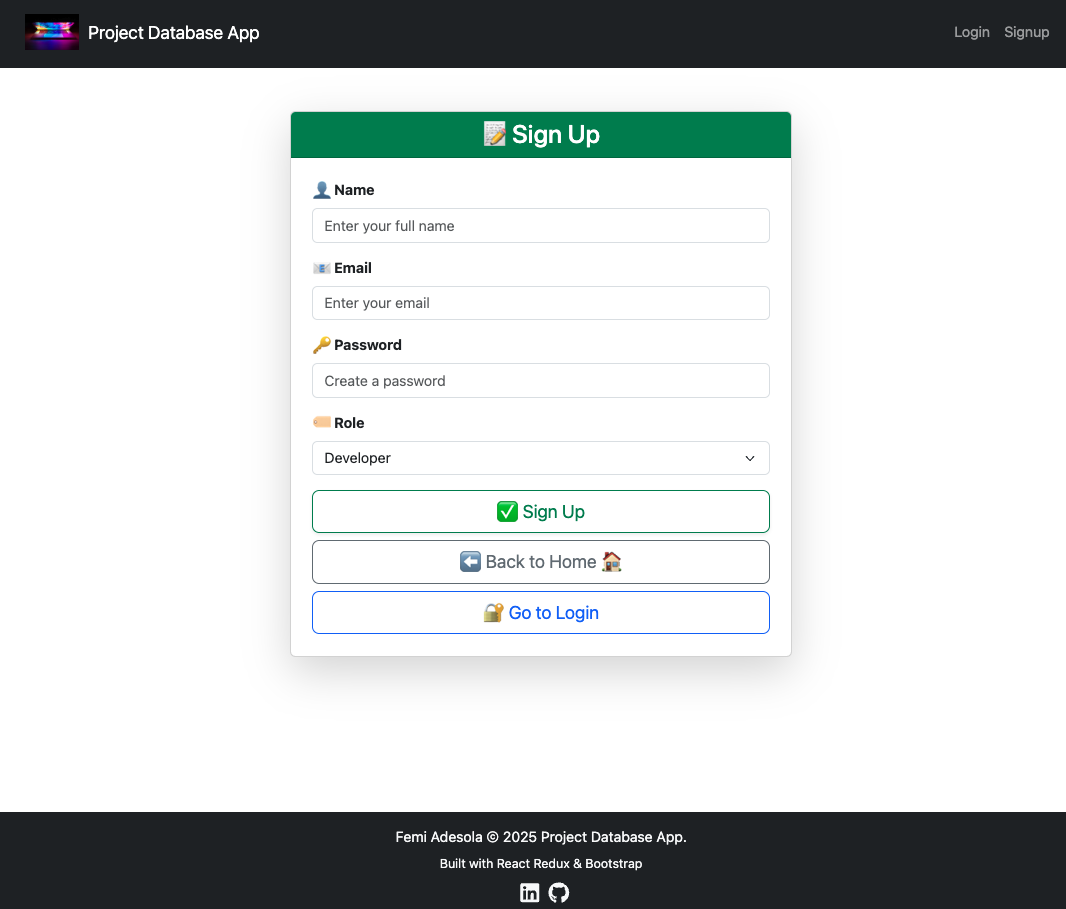 Project Database App
Login Signup
📝 Sign Up
👤 Name
Enter your full name
📧 Email
Enter your email
🔑 Password
Create a password
🏷️ Role
Developer
✅ Sign Up
⬅️ Back to Home 🏠
🔐 Go to Login
Femi Adesola © 2025 Project Database App.
Built with React Redux & Bootstrap